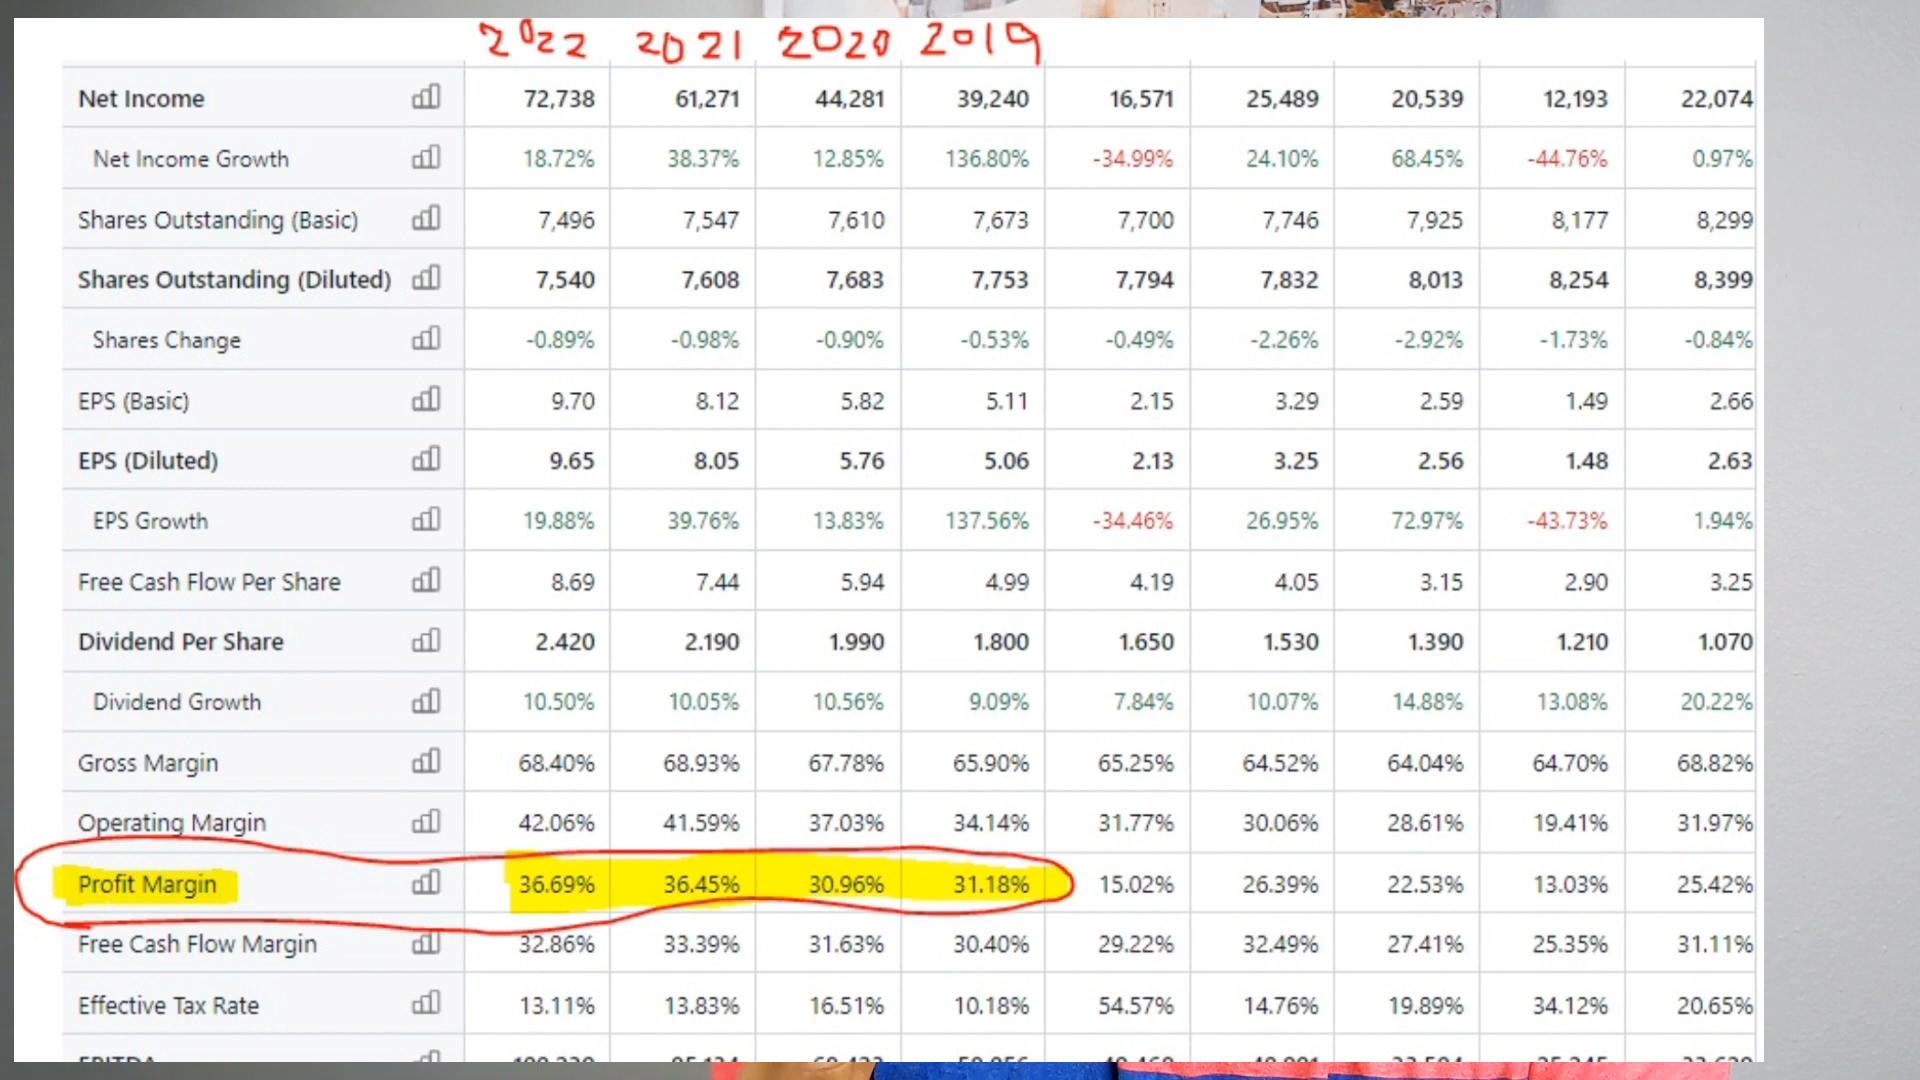 2022 2021 2020 2019
Net Income 72,738 61,271 44,281 39,240 16,571 25,489 20,539 12,193 22,074
Net Income Growth 18.72% 38.37% 12.85% 136.80% -34.99% 24.10% 68.45% -44.76% 0.97%
Shares Outstanding (Basic) 7,496 7,547 7,610 7,673 7,700 7,746 7,925 8,177 8,299
Shares Outstanding (Diluted) 7,540 7,608 7,683 7,753 7,794 7,832 8,013 8,254 8,399
Shares Change -0.89% -0.98% -0.90% -0.53% -0.49% -2.26% -2.92% -1.73% -0.84%
EPS (Basic) 9.70 8.12 5.82 5.11 2.15 3.29 2.59 1.49 2.66
EPS (Diluted) 9.65 8.05 5.76 5.06 2.13 3.25 2.56 1.48 2.63
EPS Growth 19.88% 39.76% 13.83% 137.56% -34.46% 26.95% 72.97% -43.73% 1.94%
Free Cash Flow Per Share 8.69 7.44 5.94 4.99 4.19 4.05 3.15 2.90 3.25
Dividend Per Share 2.420 2.190 1.990 1.800 1.650 1.530 1.390 1.210 1.070
Dividend Growth 10.50% 10.05% 10.56% 9.09% 7.84% 10.07% 14.88% 13.08% 20.22%
Gross Margin 68.40% 68.93% 67.78% 65.90% 65.25% 64.52% 64.04% 64.70% 68.82%
Operating Margin 42.06% 41.59% 37.03% 34.14% 31.77% 30.06% 28.61% 19.41% 31.97%
Profit Margin 36.69% 36.45% 30.96% 31.18% 15.02% 26.39% 22.53% 13.03% 25.42%
Free Cash Flow Margin 32.86% 33.39% 31.63% 30.40% 29.22% 32.49% 27.41% 25.35% 31.11%
Effective Tax Rate 13.11% 13.83% 16.51% 10.18% 54.57% 14.76% 19.89% 34.12% 20.65%
EBITDA